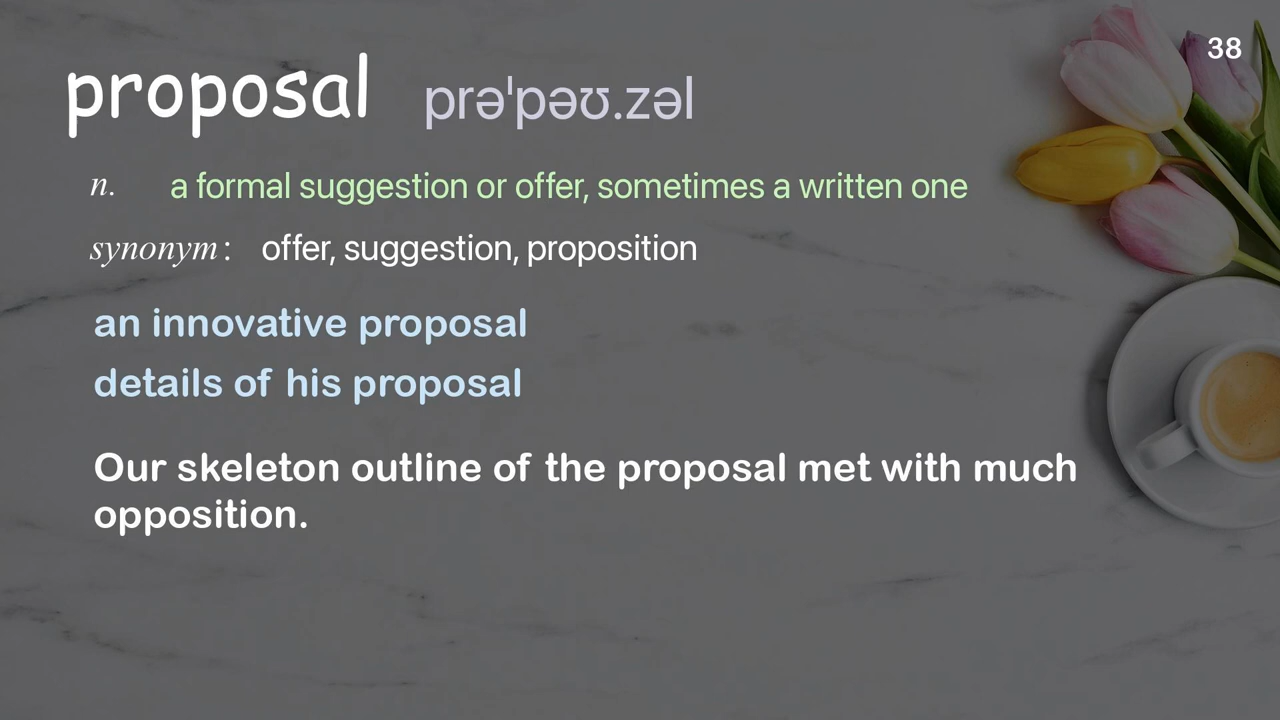 38
proposal prəˈpəʊ.zəl
n. a formal suggestion or offer, sometimes a written one
synonym: offer, suggestion, proposition
an innovative proposal
details of his proposal
Our skeleton outline of the proposal met with much
opposition.